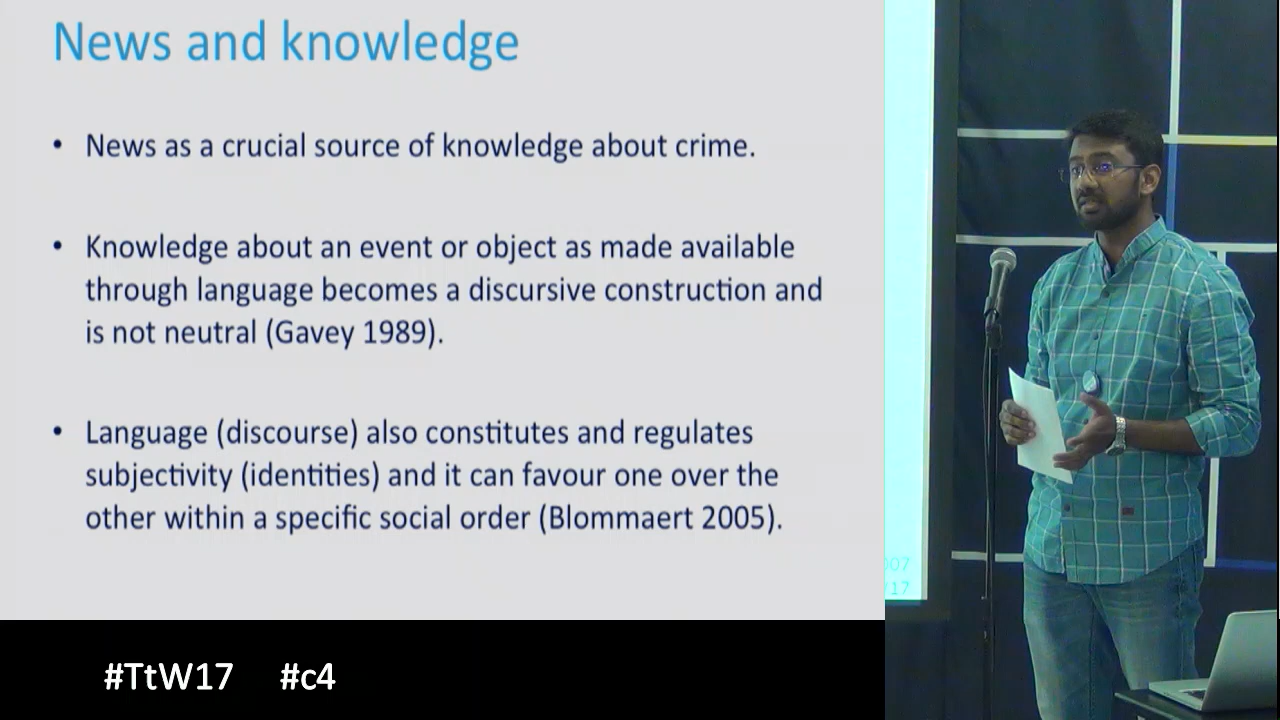 News and knowledge
• News as a crucial source of knowledge about crime.
• Knowledge about an event or object as made available
through language becomes a discursive construction and
is not neutral (Gavey 1989).
• Language (discourse) also constitutes and regulates
subjectivity (identities) and it can favour one over the
other within a specific social order (Blommaert 2005).
007
/17
#TtW17 #c4